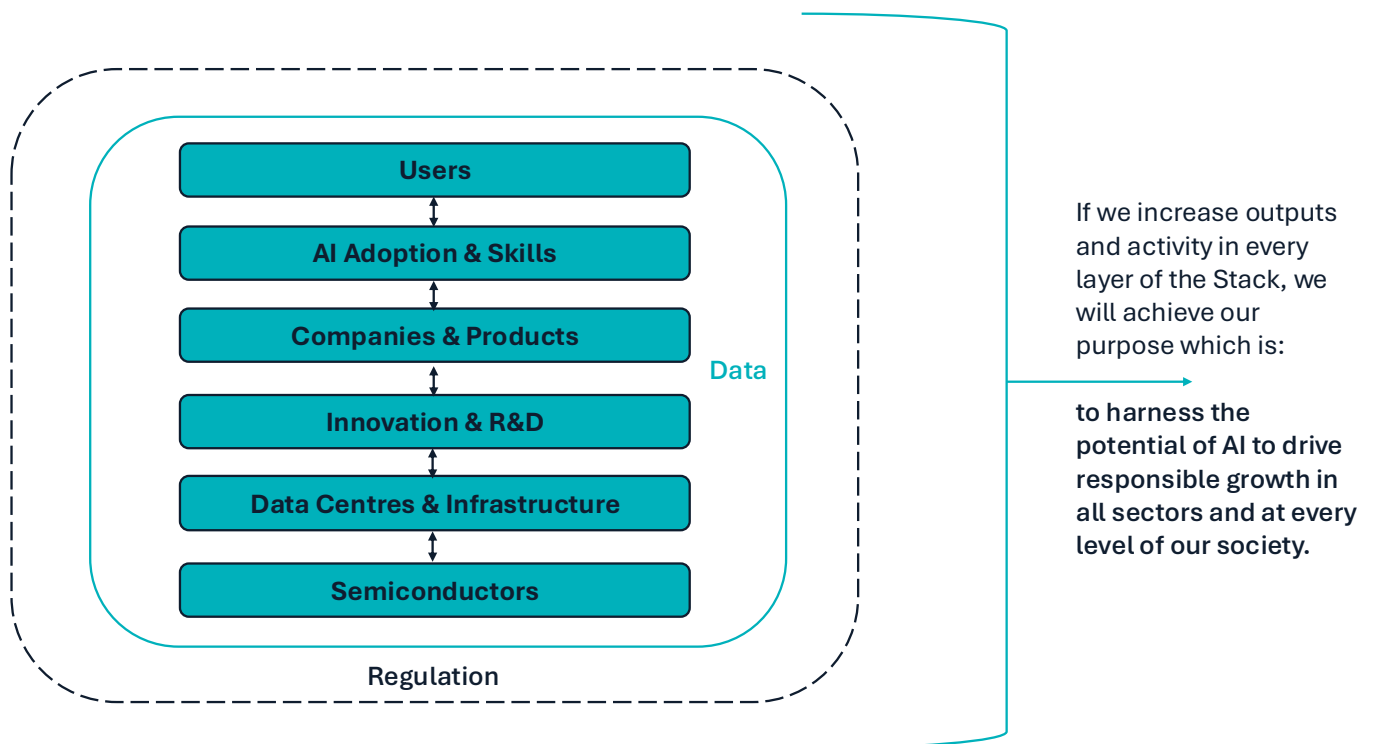 Users
AI Adoption & Skills
Companies & Products
Data
Innovation & R&D
Data Centres & Infrastructure
Semiconductors
Regulation
If we increase outputs
and activity in every
layer of the Stack, we
will achieve our
purpose which is:
to harness the
potential of AI to drive
responsible growth in
all sectors and at every
level of our society.